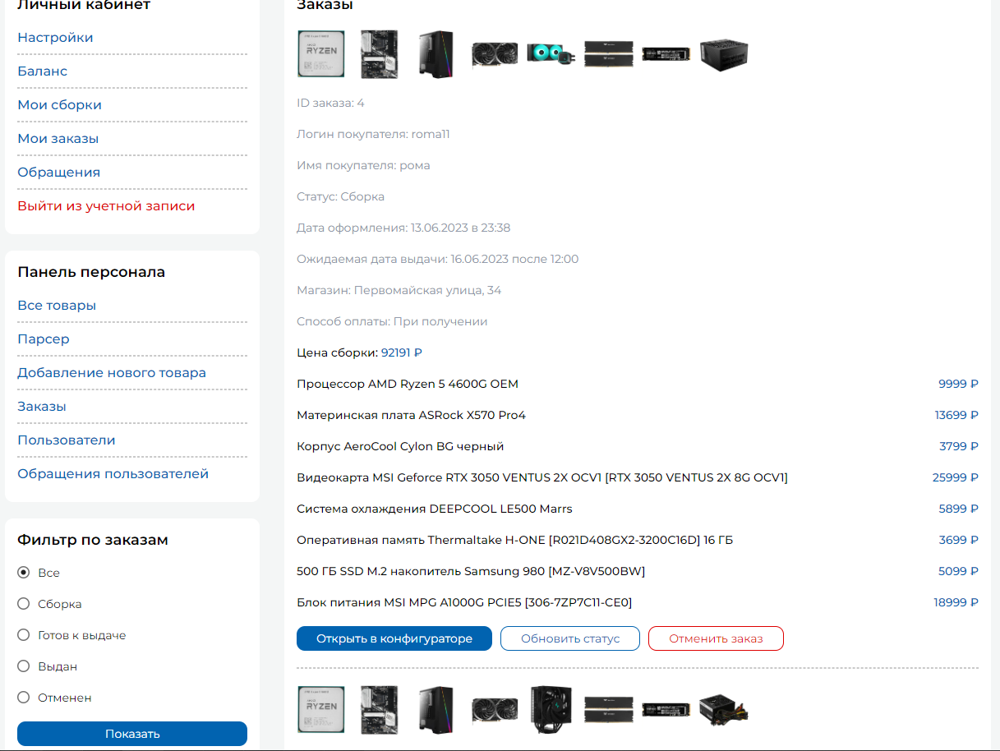 Личный кабинет
Настройки
Баланс
Мои сборки
Мои заказы
Обращения
Выйти из учетной записи
Панель персонала
Все товары
Парсер
Добавление нового товара
Заказы
Пользователи
Обращения пользователей
Фильтр по заказам
Все
Сборка
Готов к выдаче
Выдан
Отменен
Показать
Заказы
RYZEN
ID заказа: 4
Логин покупателя: roma11
Имя покупателя: рома
Статус: Сборка
Дата оформления: 13.06.2023 в 23:38
Ожидаемая дата выдачи: 16.06.2023 после 12:00
Магазин: Первомайская улица, 34
Способ оплаты: При получении
Цена сборки: 92191 ₽
Процессор AMD Ryzen 5 4600G OEM 9999 ₽
Материнская плата ASRock X570 Pro4 13699 ₽
Корпус AeroCool Cylon BG черный 3799 ₽
Видеокарта MSI Geforce RTX 3050 VENTUS 2X OCV1 [RTX 3050 VENTUS 2X 8G OCV1] 25999 ₽
Система охлаждения DEEPCOOL LE500 Marrs 5899 ₽
Оперативная память Thermaltake H-ONE [R021D408GX2-3200C16D] 16 ГБ 3699 ₽
500 ГБ SSD M.2 накопитель Samsung 980 [MZ-V8V500BW] 5099 ₽
Блок питания MSI MPG A1000G PCIE5 [306-7ZP7C11-CE0] 18999 ₽
Открыть в конфигураторе Обновить статус Отменить заказ
RYZEN